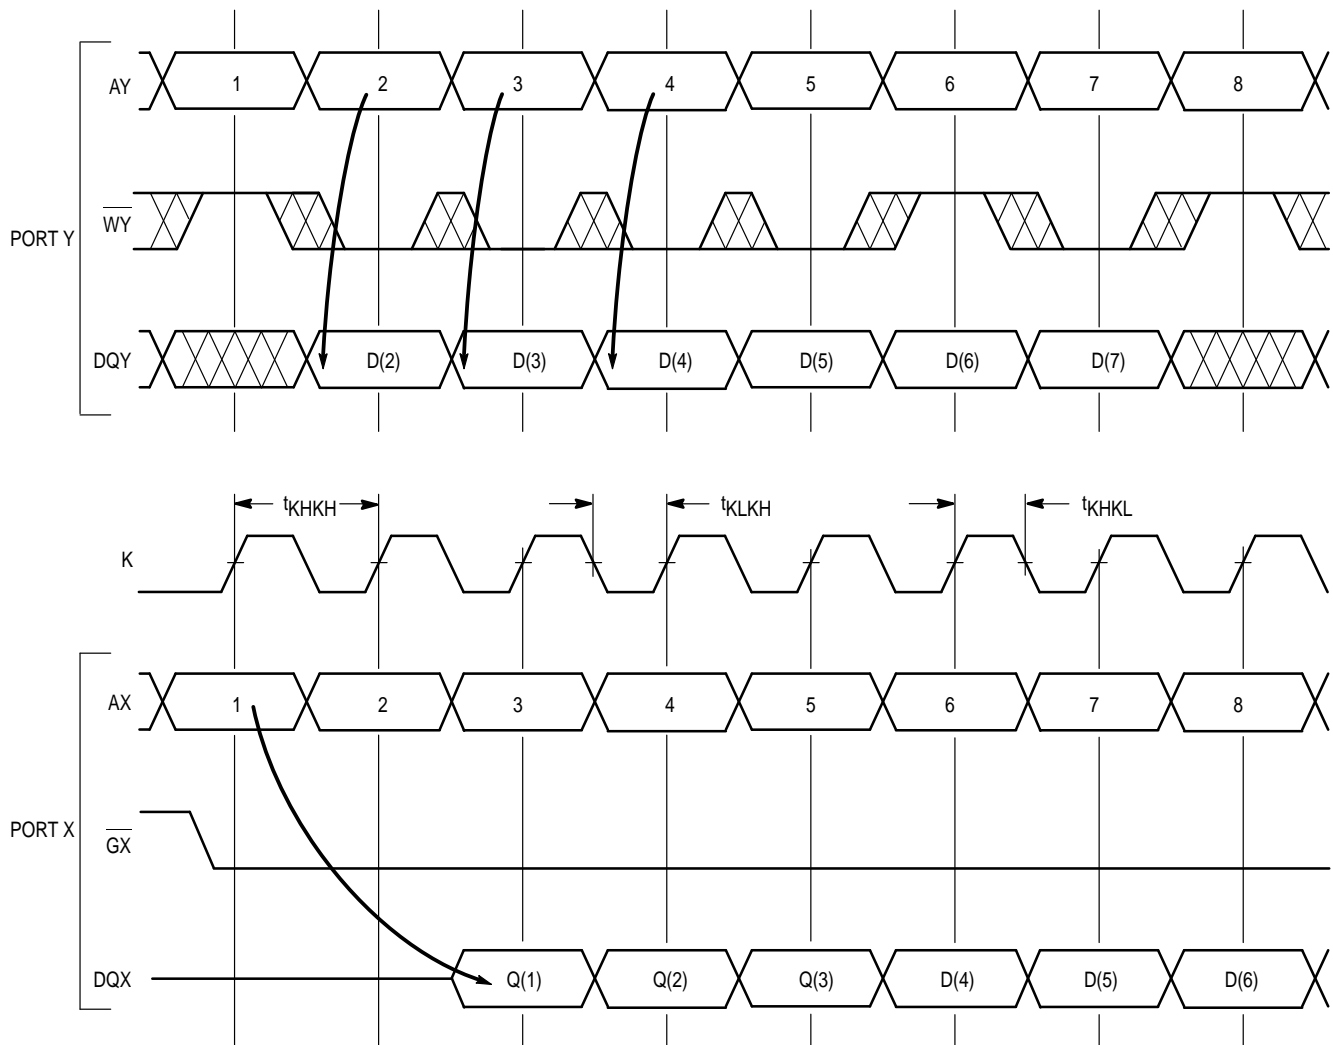 PORT Y
AY 1 2 3 4 5 6 7 8
WY
DQY D(2) D(3) D(4) D(5) D(6) D(7)
tKHKH tKLKH tKHKL
K
PORT X
AX 1 2 3 4 5 6 7 8
GX
DQX Q(1) Q(2) Q(3) D(4) D(5) D(6)